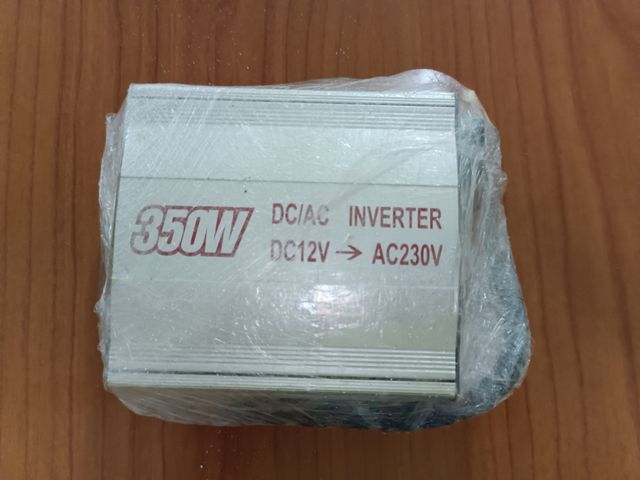 350W DC/AC INVERTER
DC12V → AC230V